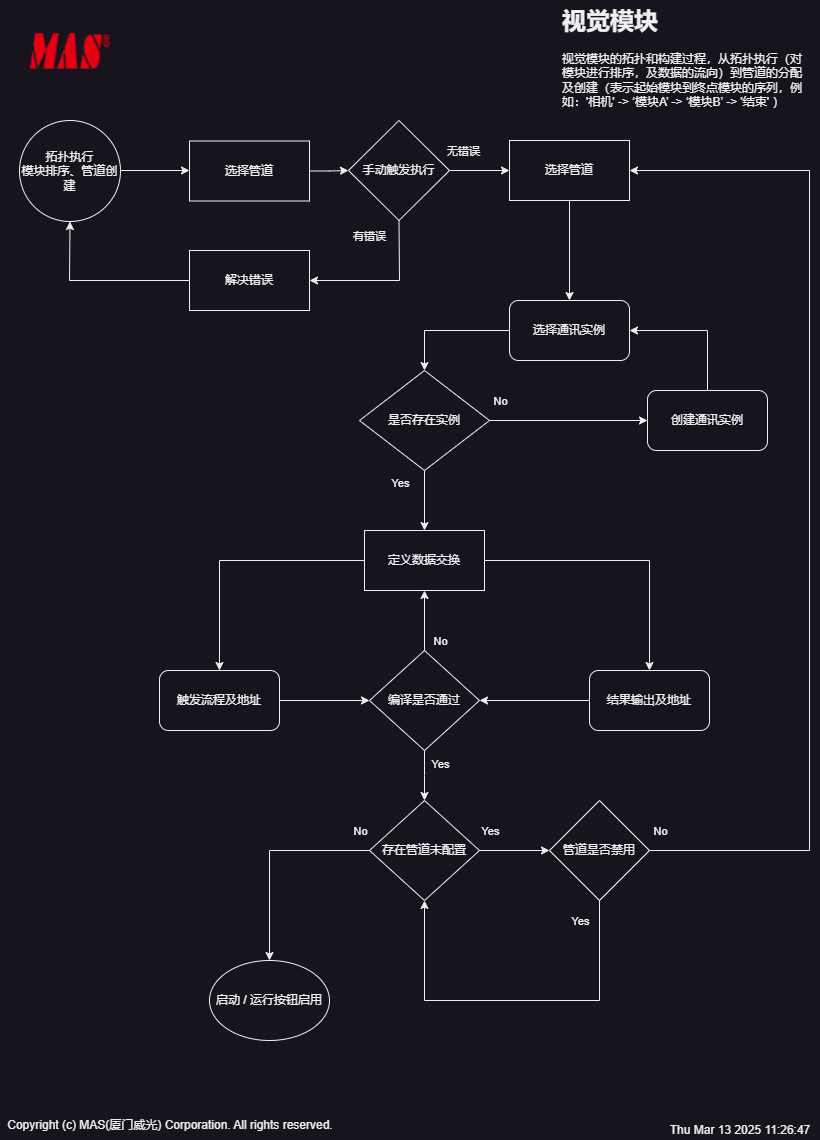 MAS®
视觉模块
视觉模块的拓扑和构建过程，从拓扑执行（对
模块进行排序，及数据的流向）到管道的分配
及创建（表示起始模块到终点模块的序列，例
如：'相机' -> '模块A' -> '模块B' -> '结束' ）
拓扑执行
模块排序、管道创
建
选择管道
手动触发执行
无错误
选择管道
有错误
解决错误
选择通讯实例
是否存在实例
No
创建通讯实例
Yes
定义数据交换
No
触发流程及地址
编译是否通过
结果输出及地址
Yes
No
存在管道未配置
Yes
管道是否禁用
No
Yes
启动 / 运行按钮启用
Copyright (c) MAS(厦门威光) Corporation. All rights reserved.
Thu Mar 13 2025 11:26:47